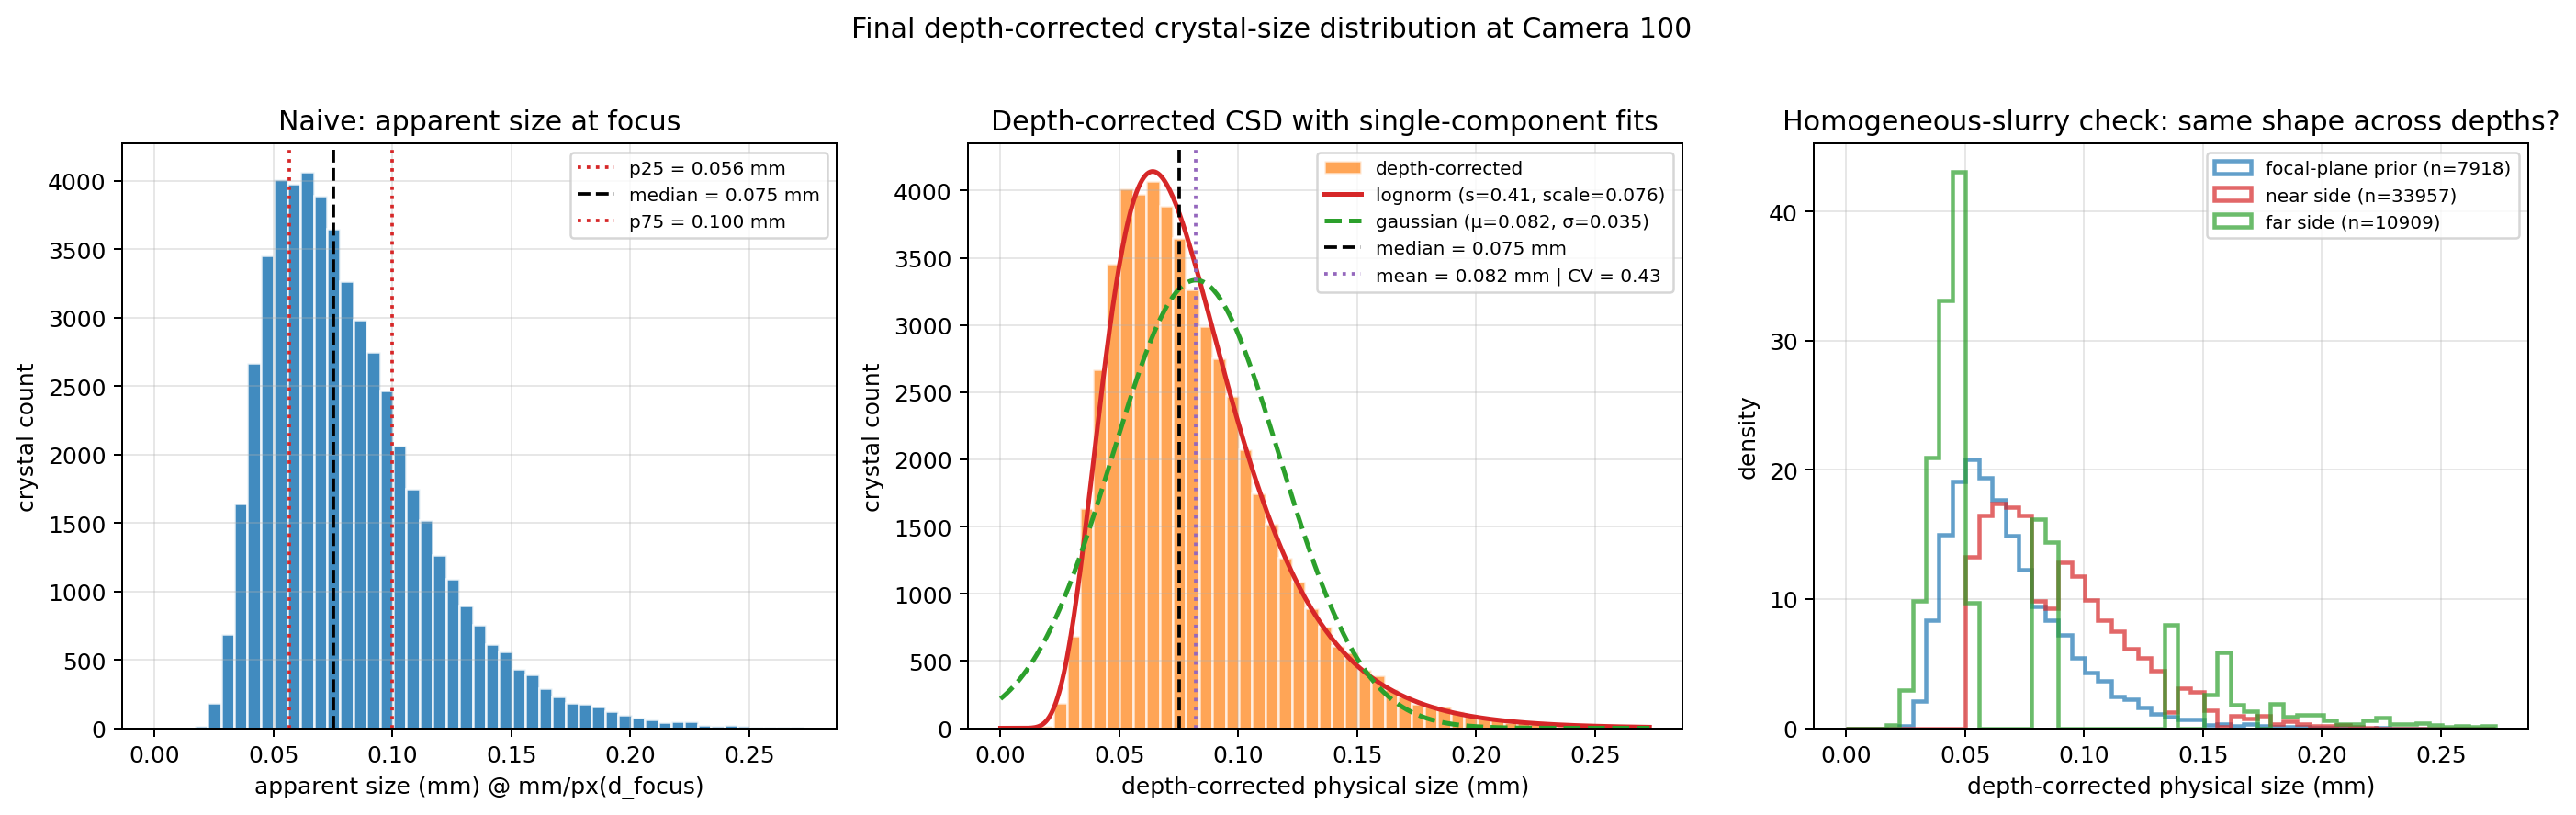 Final depth-corrected crystal-size distribution at Camera 100
Naive: apparent size at focus
crystal count
4000
3500
3000
2500
2000
1500
1000
500
0
p25 = 0.056 mm
median = 0.075 mm
p75 = 0.100 mm
0.00 0.05 0.10 0.15 0.20 0.25
apparent size (mm) @ mm/px(d_focus)
Depth-corrected CSD with single-component fits
crystal count
4000
3500
3000
2500
2000
1500
1000
500
0
depth-corrected
lognorm (s=0.41, scale=0.076)
gaussian (μ=0.082, σ=0.035)
median = 0.075 mm
mean = 0.082 mm | CV = 0.43
0.00 0.05 0.10 0.15 0.20 0.25
depth-corrected physical size (mm)
Homogeneous-slurry check: same shape across depths?
density
40
30
20
10
0
focal-plane prior (n=7918)
near side (n=33957)
far side (n=10909)
0.00 0.05 0.10 0.15 0.20 0.25
depth-corrected physical size (mm)